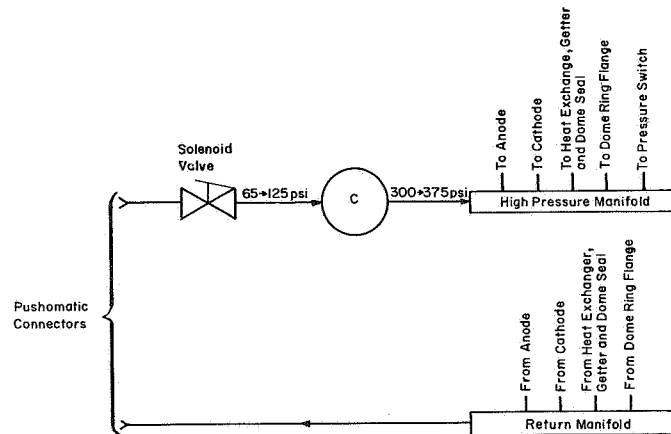 Solenoid
Valve
65→125 psi
C
300→375 psi
To Anode
To Cathode
To Heat Exchange, Getter
and Dome Seal
To Dome Ring Flange
To Pressure Switch
High Pressure Manifold
Pushomatic
Connectors
From Anode
From Cathode
From Heat Exchanger,
Getter and Dome Seal
From Dome Ring Flange
Return Manifold